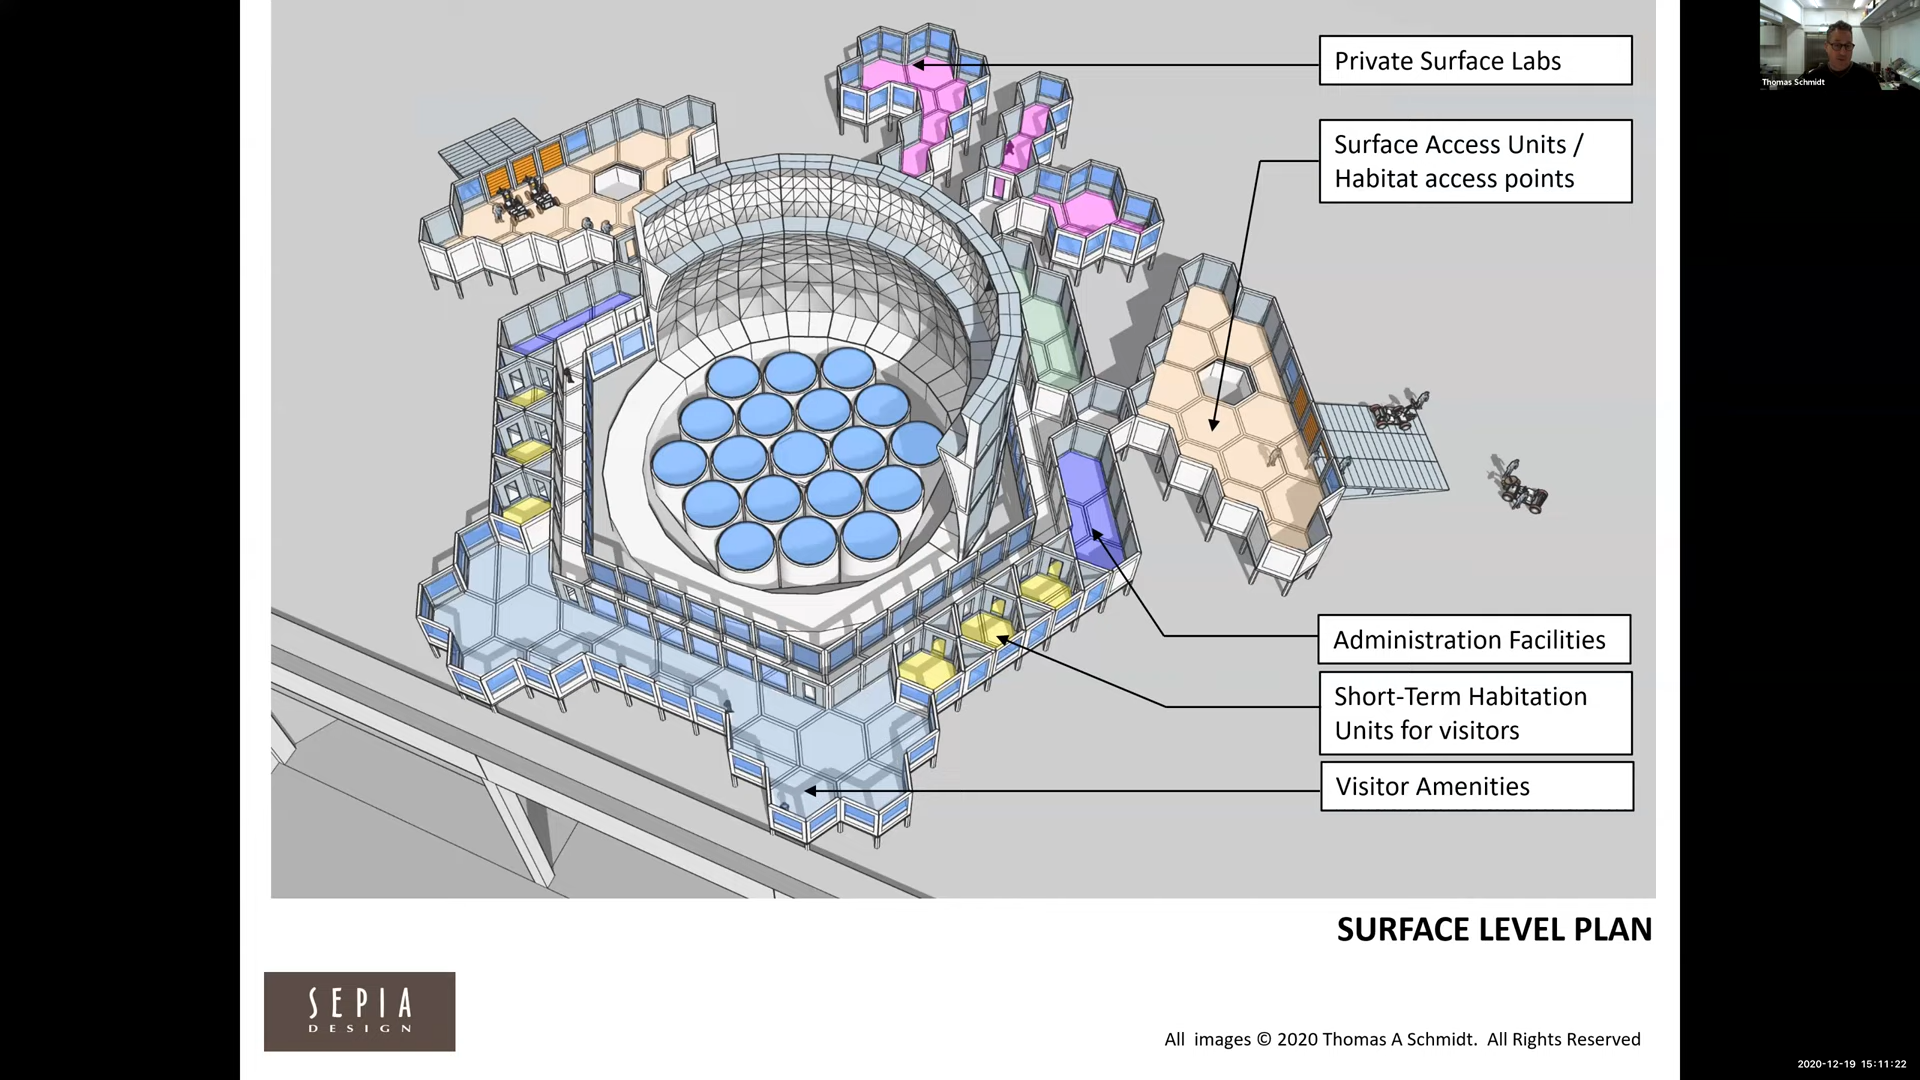 Private Surface Labs
Thomas Schmidt
Surface Access Units /
Habitat access points
Administration Facilities
Short-Term Habitation
Units for visitors
Visitor Amenities
SURFACE LEVEL PLAN
SEPIA
DESIGN
All images © 2020 Thomas A Schmidt. All Rights Reserved
2020-12-19 15:11:22